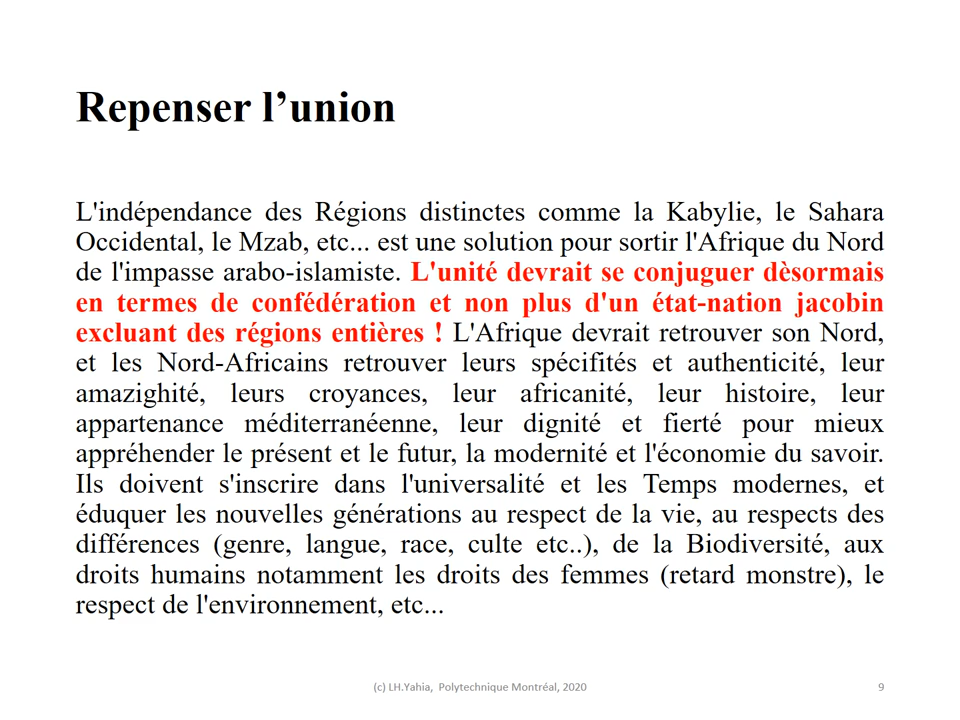 Repenser l’union
L'indépendance des Régions distinctes comme la Kabylie, le Sahara
Occidental, le Mzab, etc... est une solution pour sortir l'Afrique du Nord
de l'impasse arabo-islamiste. L'unité devrait se conjuguer dèsormais
en termes de confédération et non plus d'un état-nation jacobin
excluant des régions entières ! L'Afrique devrait retrouver son Nord,
et les Nord-Africains retrouver leurs spécifités et authenticité, leur
amazighité, leurs croyances, leur africanité, leur histoire, leur
appartenance méditerranéenne, leur dignité et fierté pour mieux
appréhender le présent et le futur, la modernité et l'économie du savoir.
Ils doivent s'inscrire dans l'universalité et les Temps modernes, et
éduquer les nouvelles générations au respect de la vie, au respects des
différences (genre, langue, race, culte etc..), de la Biodiversité, aux
droits humains notamment les droits des femmes (retard monstre), le
respect de l'environnement, etc...
(c) LH.Yahia, Polytechnique Montréal, 2020
9